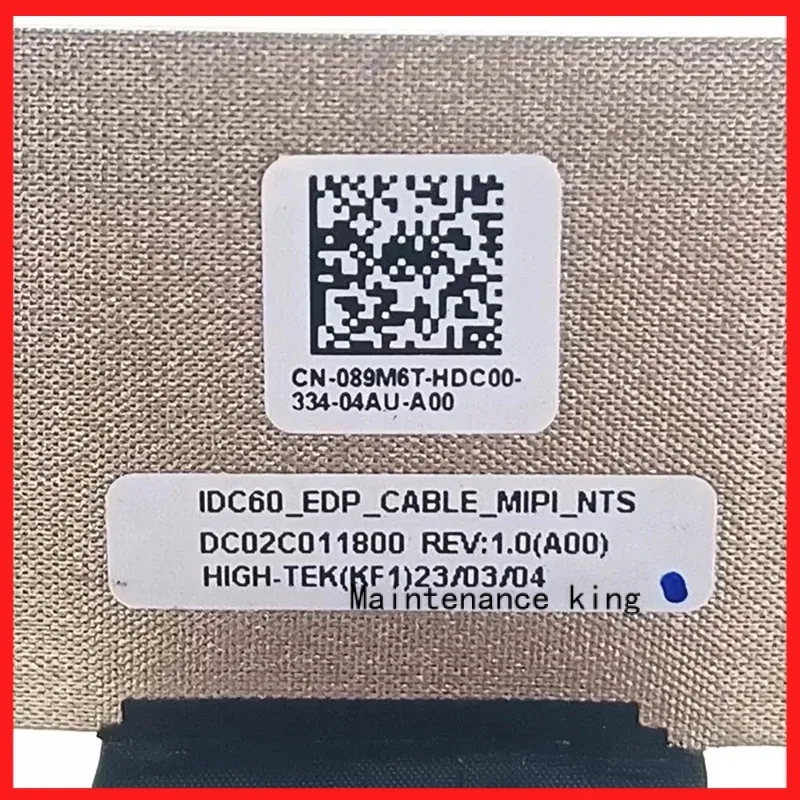 CN-089M6T-HDC00-
334-04AU-A00
IDC60_EDP_CABLE_MIPI_NTS
DC02C011800 REV:1.0(A00)
HIGH-TEK(KF1)23/03/04
Maintenance king